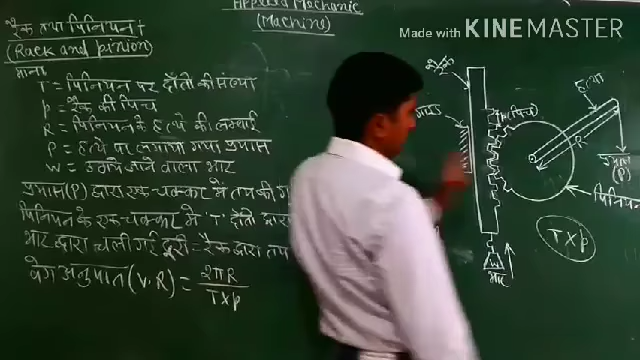 Applied Mechanic
(Machine)
Made with KINEMASTER
रैक तथा पिनियन
(Rack and pinion)
माना
T = पिनियन पर दाँतो की संख्या
p = रैक की पिच
R = पिनियन के हत्थे की लम्बाई
P = हत्थे पर लगाया गया प्रयास
W = उठाये जाने वाला भार
प्रयास (P) द्वारा एक चक्कर में तय की ग
पिनियन के एक चक्कर में 'T' दाँतो द्वारा
भार द्वारा चली गई दूरी = रैक द्वारा तय
वेग अनुपात (V.R) = 2πR / T×p
रैक
हत्था
R
प्रयास
(P)
पिनियन
T×p
W
भार